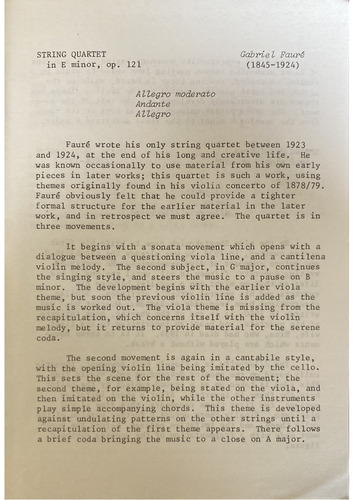 STRING QUARTET Gabriel Fauré
in E minor, op. 121 (1845-1924)
Allegro moderato
Andante
Allegro
Fauré wrote his only string quartet between 1923
and 1924, at the end of his long and creative life. He
was known occasionally to use material from his own early
pieces in later works; this quartet is such a work, using
themes originally found in his violin concerto of 1878/79.
Fauré obviously felt that he could provide a tighter
formal structure for the earlier material in the later
work, and in retrospect we must agree. The quartet is in
three movements.
It begins with a sonata movement which opens with a
dialogue between a questioning viola line, and a cantilena
violin melody. The second subject, in G major, continues
the singing style, and steers the music to a pause on B
minor. The development begins with the earlier viola
theme, but soon the previous violin line is added as the
music is worked out. The viola theme is missing from the
recapitulation, which concerns itself with the violin
melody, but it returns to provide material for the serene
coda.
The second movement is again in a cantabile style,
with the opening violin line being imitated by the cello.
This sets the scene for the rest of the movement; the
second theme, for example, being stated on the viola, and
then imitated on the violin, while the other instruments
play simple accompanying chords. This theme is developed
against undulating patterns on the other strings until a
recapitulation of the first theme appears. There follows
a brief coda bringing the music to a close on A major.